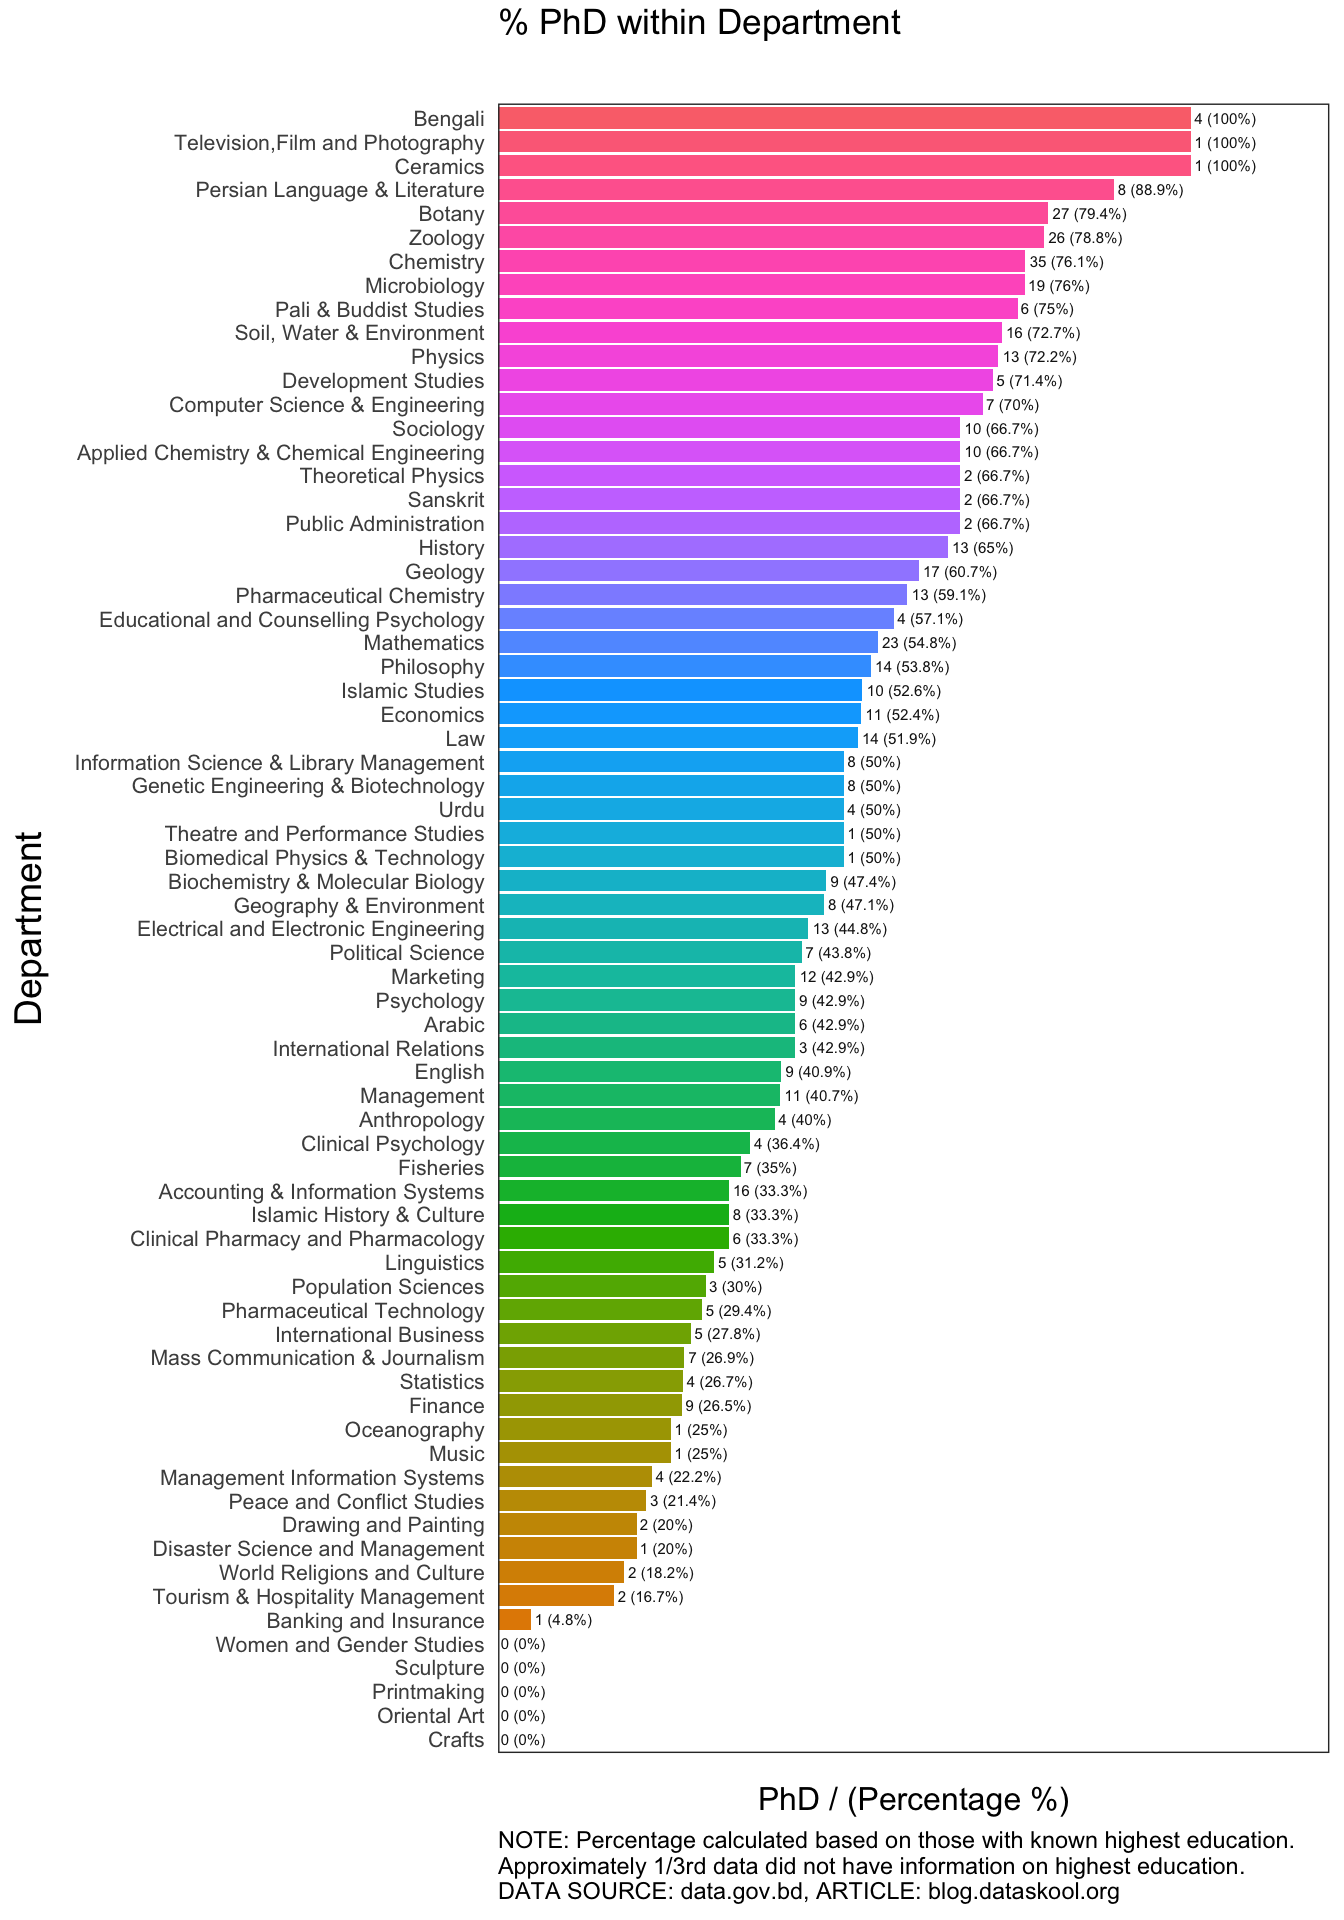 % PhD within Department
Bengali 4 (100%)
Television,Film and Photography 1 (100%)
Ceramics 1 (100%)
Persian Language & Literature 8 (88.9%)
Botany 27 (79.4%)
Zoology 26 (78.8%)
Chemistry 35 (76.1%)
Microbiology 19 (76%)
Pali & Buddist Studies 6 (75%)
Soil, Water & Environment 16 (72.7%)
Physics 13 (72.2%)
Development Studies 5 (71.4%)
Computer Science & Engineering 7 (70%)
Sociology 10 (66.7%)
Applied Chemistry & Chemical Engineering 10 (66.7%)
Theoretical Physics 2 (66.7%)
Sanskrit 2 (66.7%)
Public Administration 2 (66.7%)
History 13 (65%)
Geology 17 (60.7%)
Pharmaceutical Chemistry 13 (59.1%)
Educational and Counselling Psychology 4 (57.1%)
Mathematics 23 (54.8%)
Philosophy 14 (53.8%)
Islamic Studies 10 (52.6%)
Economics 11 (52.4%)
Law 14 (51.9%)
Information Science & Library Management 8 (50%)
Genetic Engineering & Biotechnology 8 (50%)
Urdu 4 (50%)
Theatre and Performance Studies 1 (50%)
Biomedical Physics & Technology 1 (50%)
Biochemistry & Molecular Biology 9 (47.4%)
Geography & Environment 8 (47.1%)
Electrical and Electronic Engineering 13 (44.8%)
Political Science 7 (43.8%)
Marketing 12 (42.9%)
Psychology 9 (42.9%)
Arabic 6 (42.9%)
International Relations 3 (42.9%)
English 9 (40.9%)
Management 11 (40.7%)
Anthropology 4 (40%)
Clinical Psychology 4 (36.4%)
Fisheries 7 (35%)
Accounting & Information Systems 16 (33.3%)
Islamic History & Culture 8 (33.3%)
Clinical Pharmacy and Pharmacology 6 (33.3%)
Linguistics 5 (31.2%)
Population Sciences 3 (30%)
Pharmaceutical Technology 5 (29.4%)
International Business 5 (27.8%)
Mass Communication & Journalism 7 (26.9%)
Statistics 4 (26.7%)
Finance 9 (26.5%)
Oceanography 1 (25%)
Music 1 (25%)
Management Information Systems 4 (22.2%)
Peace and Conflict Studies 3 (21.4%)
Drawing and Painting 2 (20%)
Disaster Science and Management 1 (20%)
World Religions and Culture 2 (18.2%)
Tourism & Hospitality Management 2 (16.7%)
Banking and Insurance 1 (4.8%)
Women and Gender Studies 0 (0%)
Sculpture 0 (0%)
Printmaking 0 (0%)
Oriental Art 0 (0%)
Crafts 0 (0%)
Department
PhD / (Percentage %)
NOTE: Percentage calculated based on those with known highest education.
Approximately 1/3rd data did not have information on highest education.
DATA SOURCE: data.gov.bd, ARTICLE: blog.dataskool.org